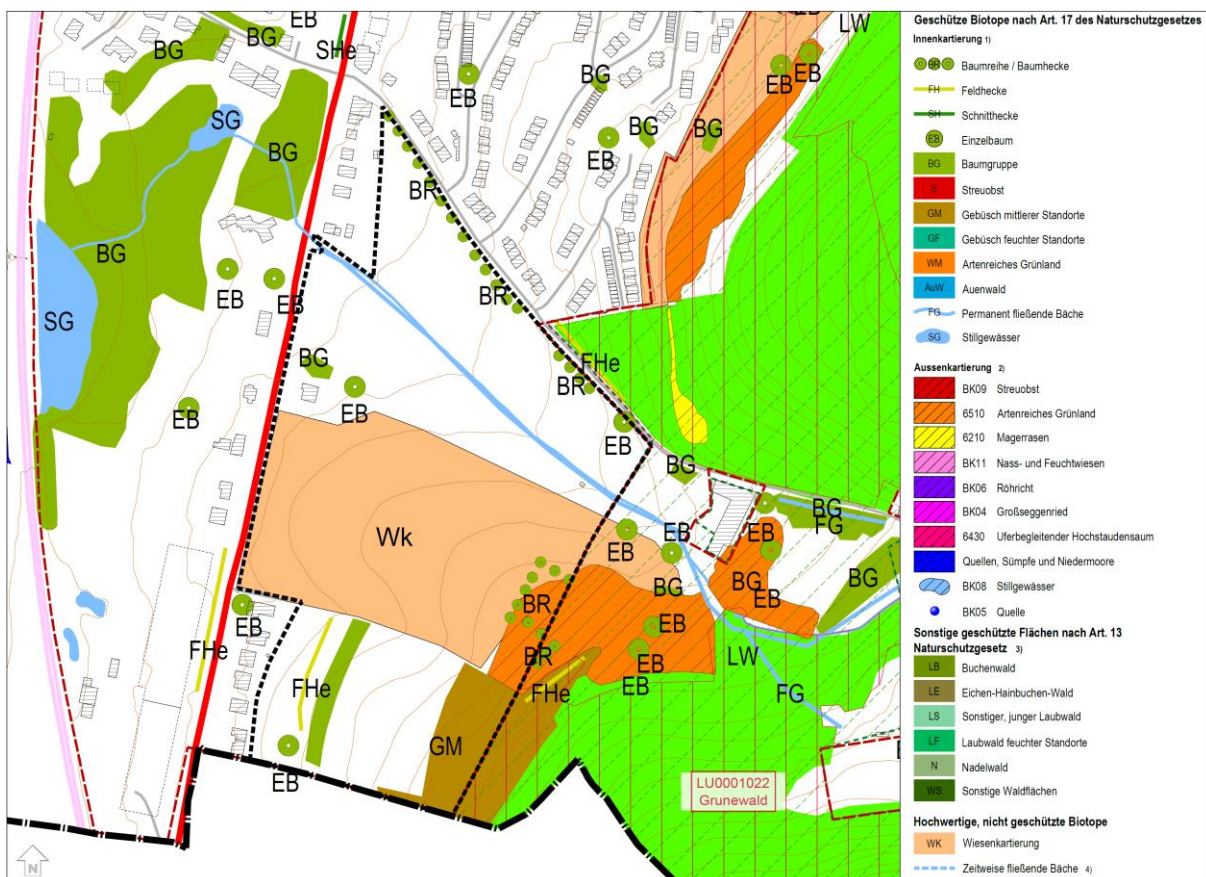 EB
BG
BG
SHe
EB
BG
EB
EB
LW
SG
BG
EB
BG
BG
BR
BG
EB
EB
BR
SG
BG
FHe
BR
EB
EB
EB
BG
Wk
EB
EB
EB
BG
FG
BG
BG
BG
EB
BR
EB
FHe
EB
BR
EB
LW
FHe
FHe
EB
FG
GM
EB
LU0001022
Grunewald
N
Geschütze Biotope nach Art. 17 des Naturschutzgesetzes
Innenkartierung 1)
BR Baumreihe / Baumhecke
FH Feldhecke
SH Schnitthecke
EB Einzelbaum
BG Baumgruppe
S Streuobst
GM Gebüsch mittlerer Standorte
GF Gebüsch feuchter Standorte
WM Artenreiches Grünland
AuW Auenwald
FG Permanent fließende Bäche
SG Stillgewässer
Aussenkartierung 2)
BK09 Streuobst
6510 Artenreiches Grünland
6210 Magerrasen
BK11 Nass- und Feuchtwiesen
BK06 Röhricht
BK04 Großseggenried
6430 Uferbegleitender Hochstaudensaum
Quellen, Sümpfe und Niedermoore
BK08 Stillgewässer
BK05 Quelle
Sonstige geschützte Flächen nach Art. 13
Naturschutzgesetz 3)
LB Buchenwald
LE Eichen-Hainbuchen-Wald
LS Sonstiger, junger Laubwald
LF Laubwald feuchter Standorte
N Nadelwald
WS Sonstige Waldflächen
Hochwertige, nicht geschützte Biotope
WK Wiesenkartierung
Zeitweise fließende Bäche 4)